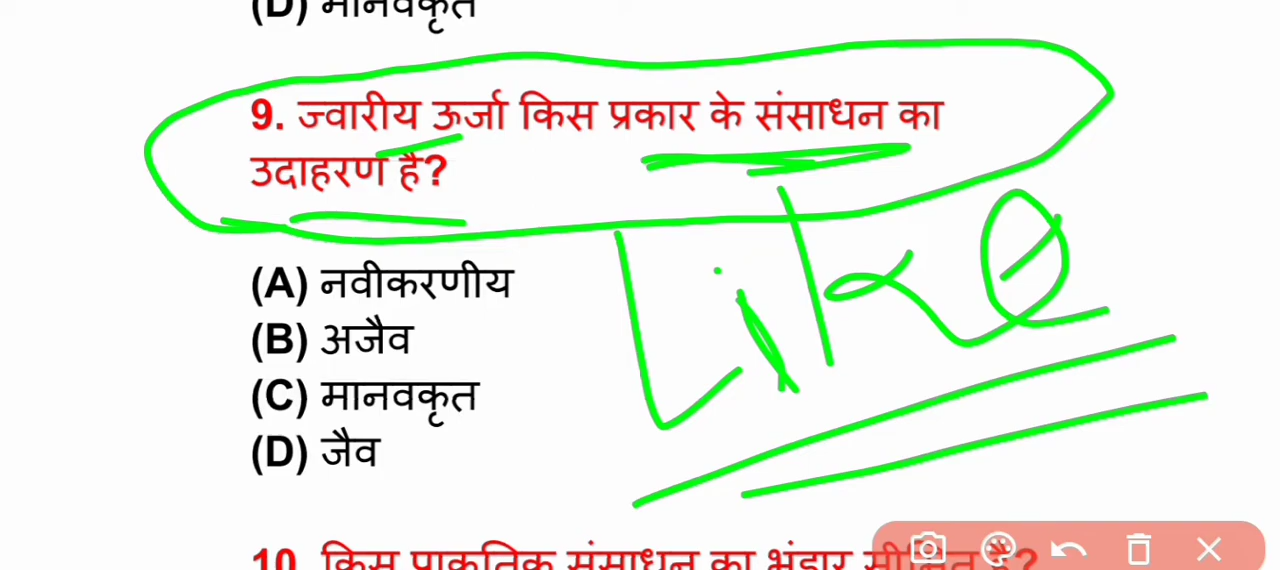 (D) मानवकृत
9. ज्वारीय ऊर्जा किस प्रकार के संसाधन का
उदाहरण है?
Like
(A) नवीकरणीय
(B) अजैव
(C) मानवकृत
(D) जैव
10. किस प्राकृतिक संसाधन का भंडार सीमित है?